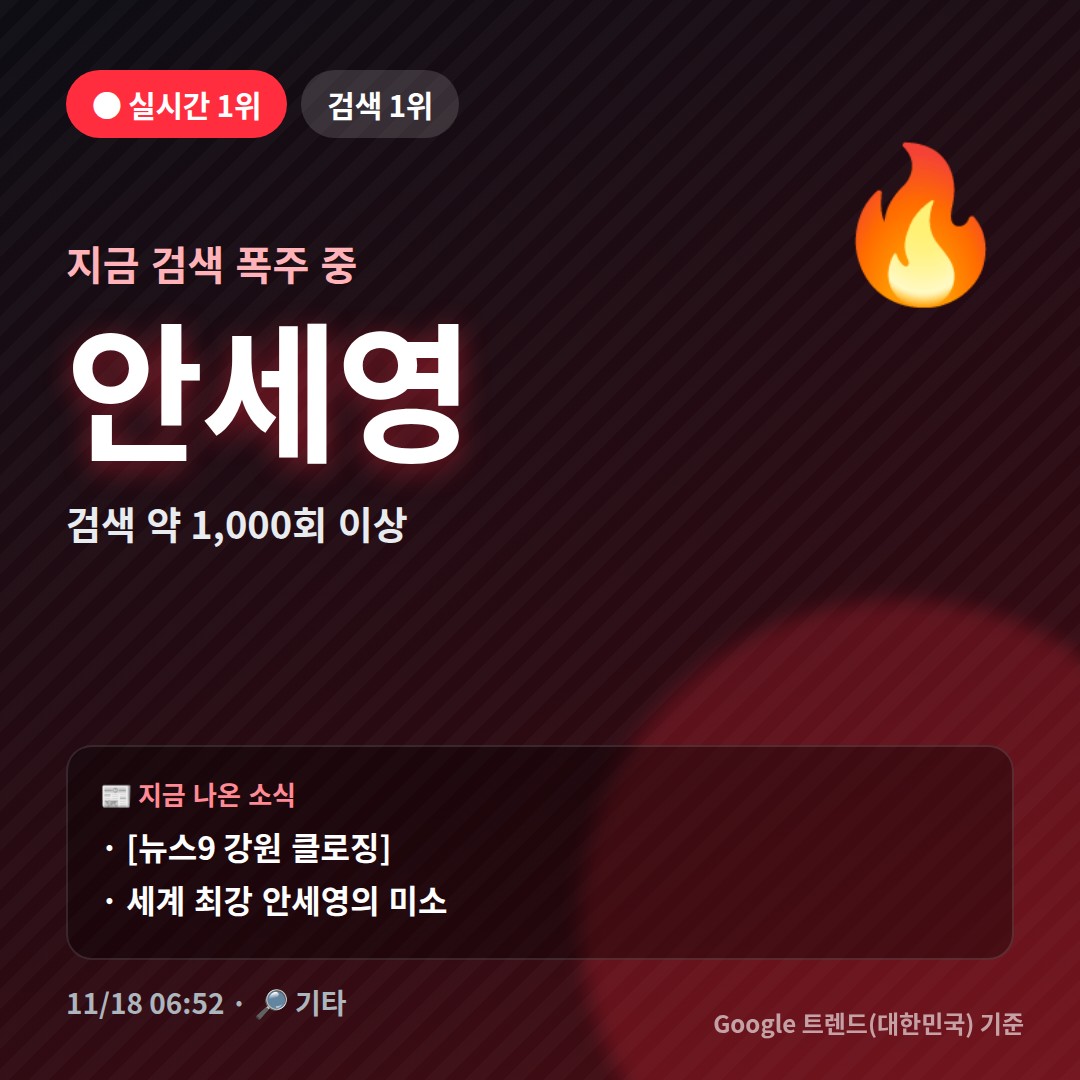 실시간 1위 검색 1위
지금 검색 폭주 중
안세영
검색 약 1,000회 이상
📰 지금 나온 소식
· [뉴스9 강원 클로징]
· 세계 최강 안세영의 미소
11/18 06:52 · 🔎 기타
Google 트렌드(대한민국) 기준